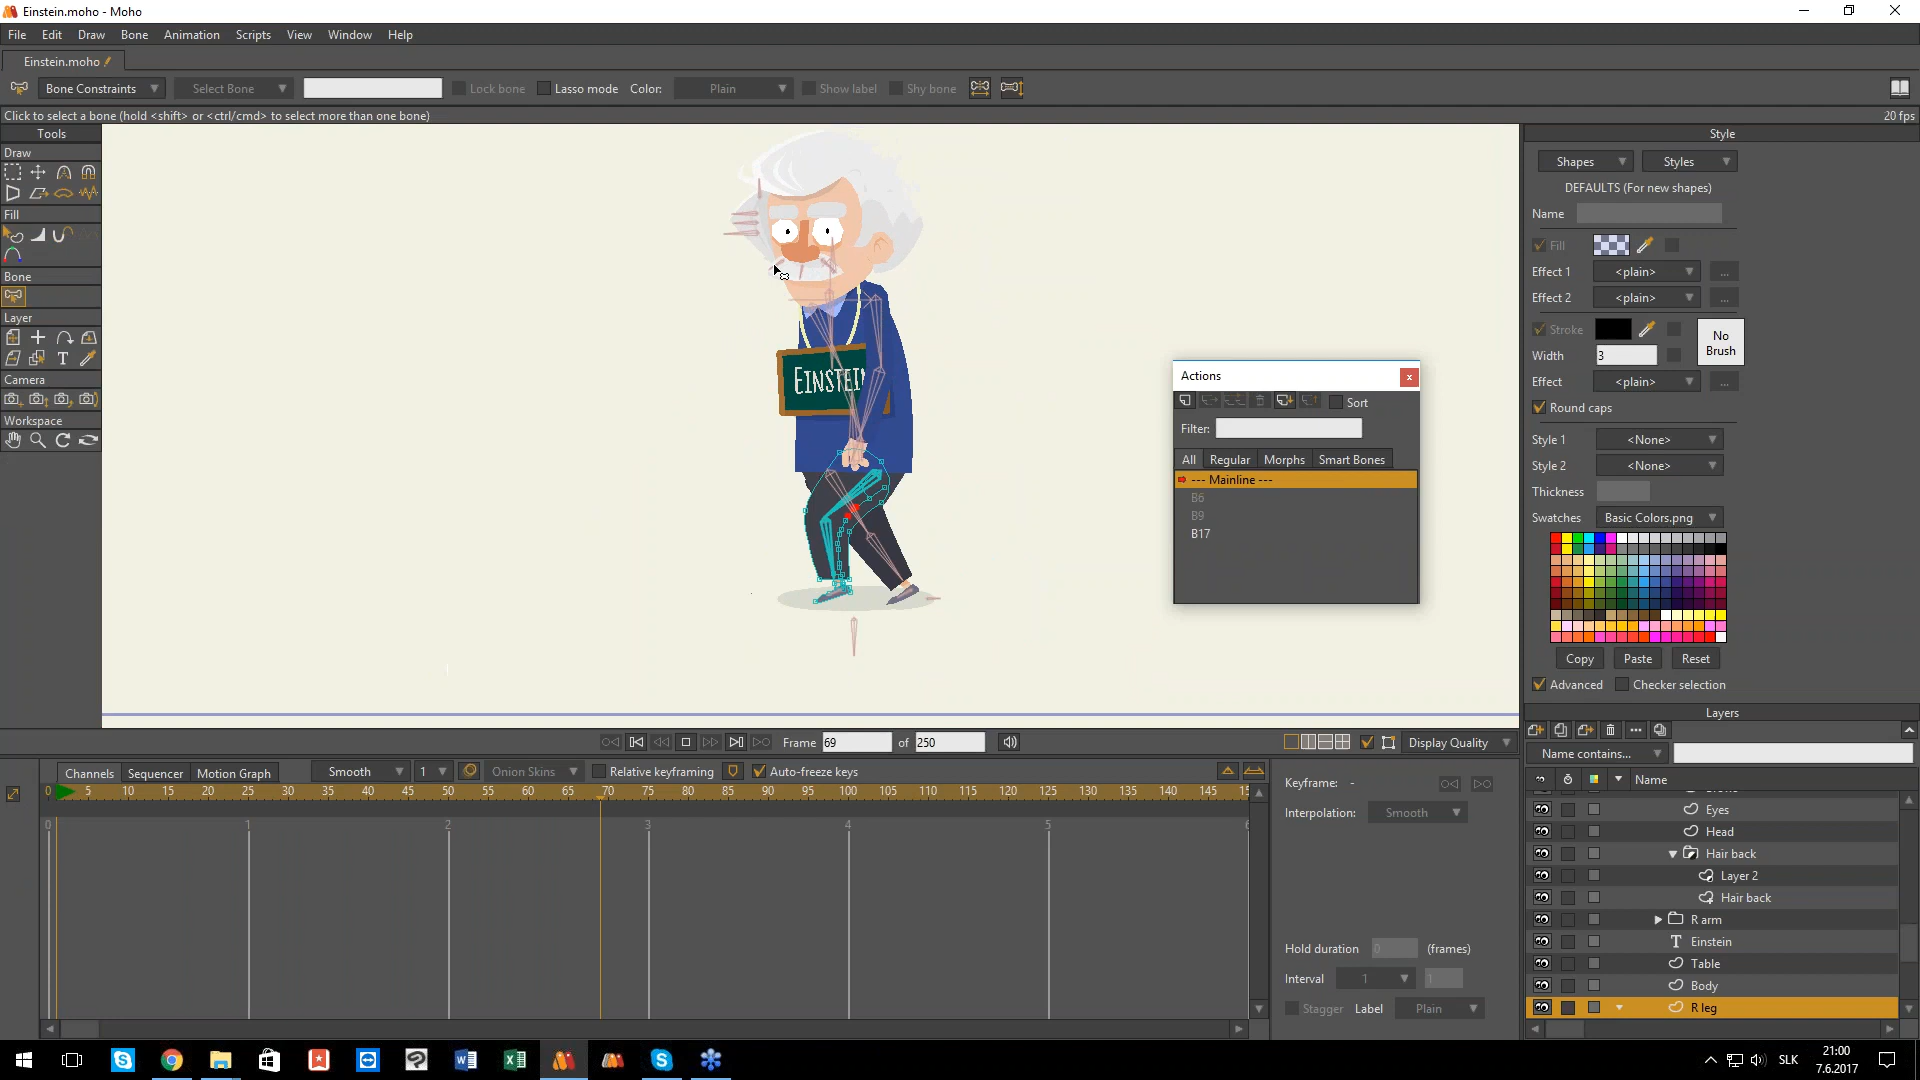 Einstein.moho - Moho
File Edit Draw Bone Animation Scripts View Window Help
Einstein.moho
Bone Constraints Select Bone Lock bone Lasso mode Color: Plain Show label Shy bone
Click to select a bone (hold <shift> or <ctrl/cmd> to select more than one bone) 20 fps
Tools
Draw
Fill
Bone
Layer
Camera
Workspace
Einstein
Actions
Sort
Filter:
All Regular Morphs Smart Bones
--- Mainline ---
B6
B9
B17
Style
Shapes Styles
DEFAULTS (For new shapes)
Name
Fill
Effect 1 <plain> ...
Effect 2 <plain> ...
Stroke
No Brush
Width 3
Effect <plain> ...
Round caps
Style 1 <None>
Style 2 <None>
Thickness
Swatches Basic Colors.png
Copy Paste Reset
Advanced Checker selection
Frame 69 of 250 Display Quality
Channels Sequencer Motion Graph Smooth 1 Onion Skins Relative keyframing Auto-freeze keys
0 5 10 15 20 25 30 35 40 45 50 55 60 65 70 75 80 85 90 95 100 105 110 115 120 125 130 135 140 145 15
0 1 2 3 4 5 6
Keyframe: -
Interpolation: Smooth
Hold duration 0 (frames)
Interval 1 1
Stagger Label Plain
Layers
Name contains...
Name
Eyes
Head
Hair back
Layer 2
Hair back
R arm
T Einstein
Table
Body
R leg
SLK
21:00
7.6.2017